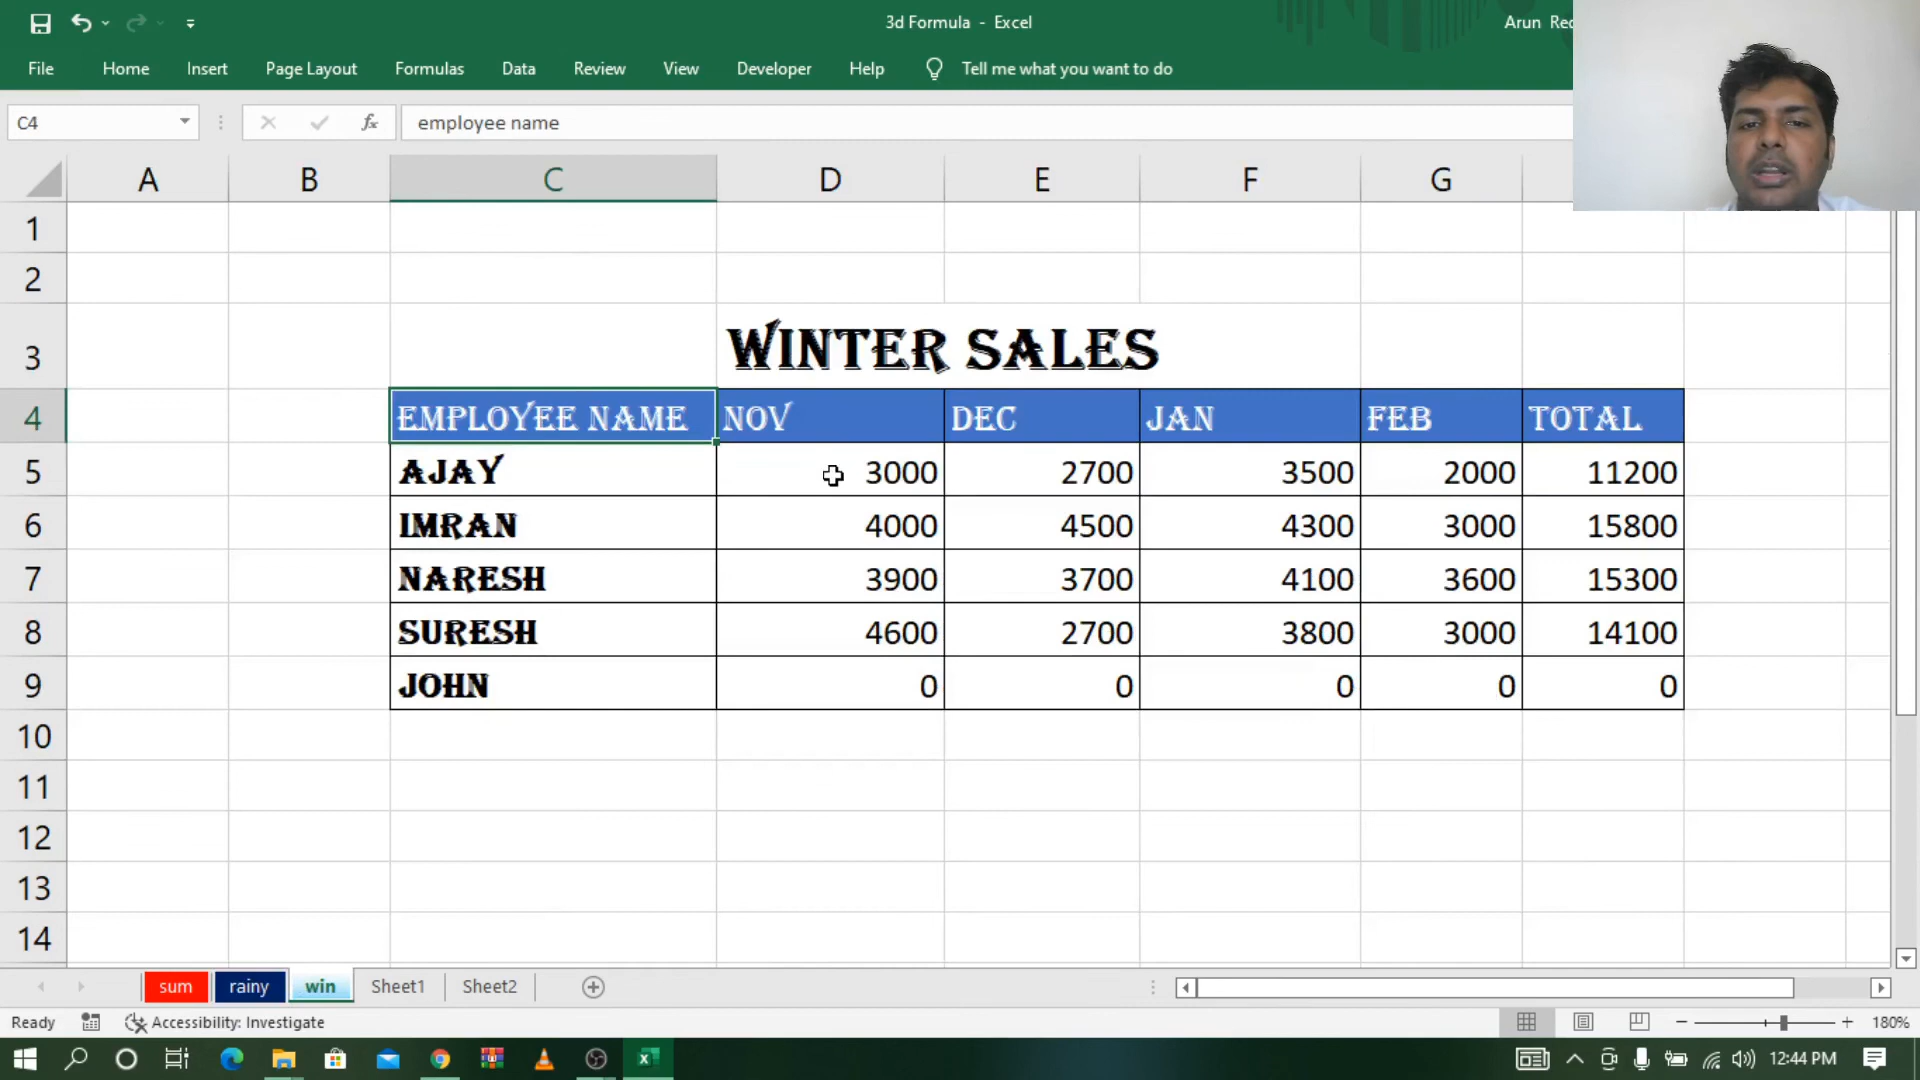 3d Formula - Excel
Arun Rec
File Home Insert Page Layout Formulas Data Review View Developer Help Tell me what you want to do
C4 fx employee name
A B C D E F G
1
2
3 WINTER SALES
4 EMPLOYEE NAME NOV DEC JAN FEB TOTAL
5 AJAY 3000 2700 3500 2000 11200
6 IMRAN 4000 4500 4300 3000 15800
7 NARESH 3900 3700 4100 3600 15300
8 SURESH 4600 2700 3800 3000 14100
9 JOHN 0 0 0 0 0
10
11
12
13
14
sum rainy win Sheet1 Sheet2
Ready Accessibility: Investigate 180%
12:44 PM